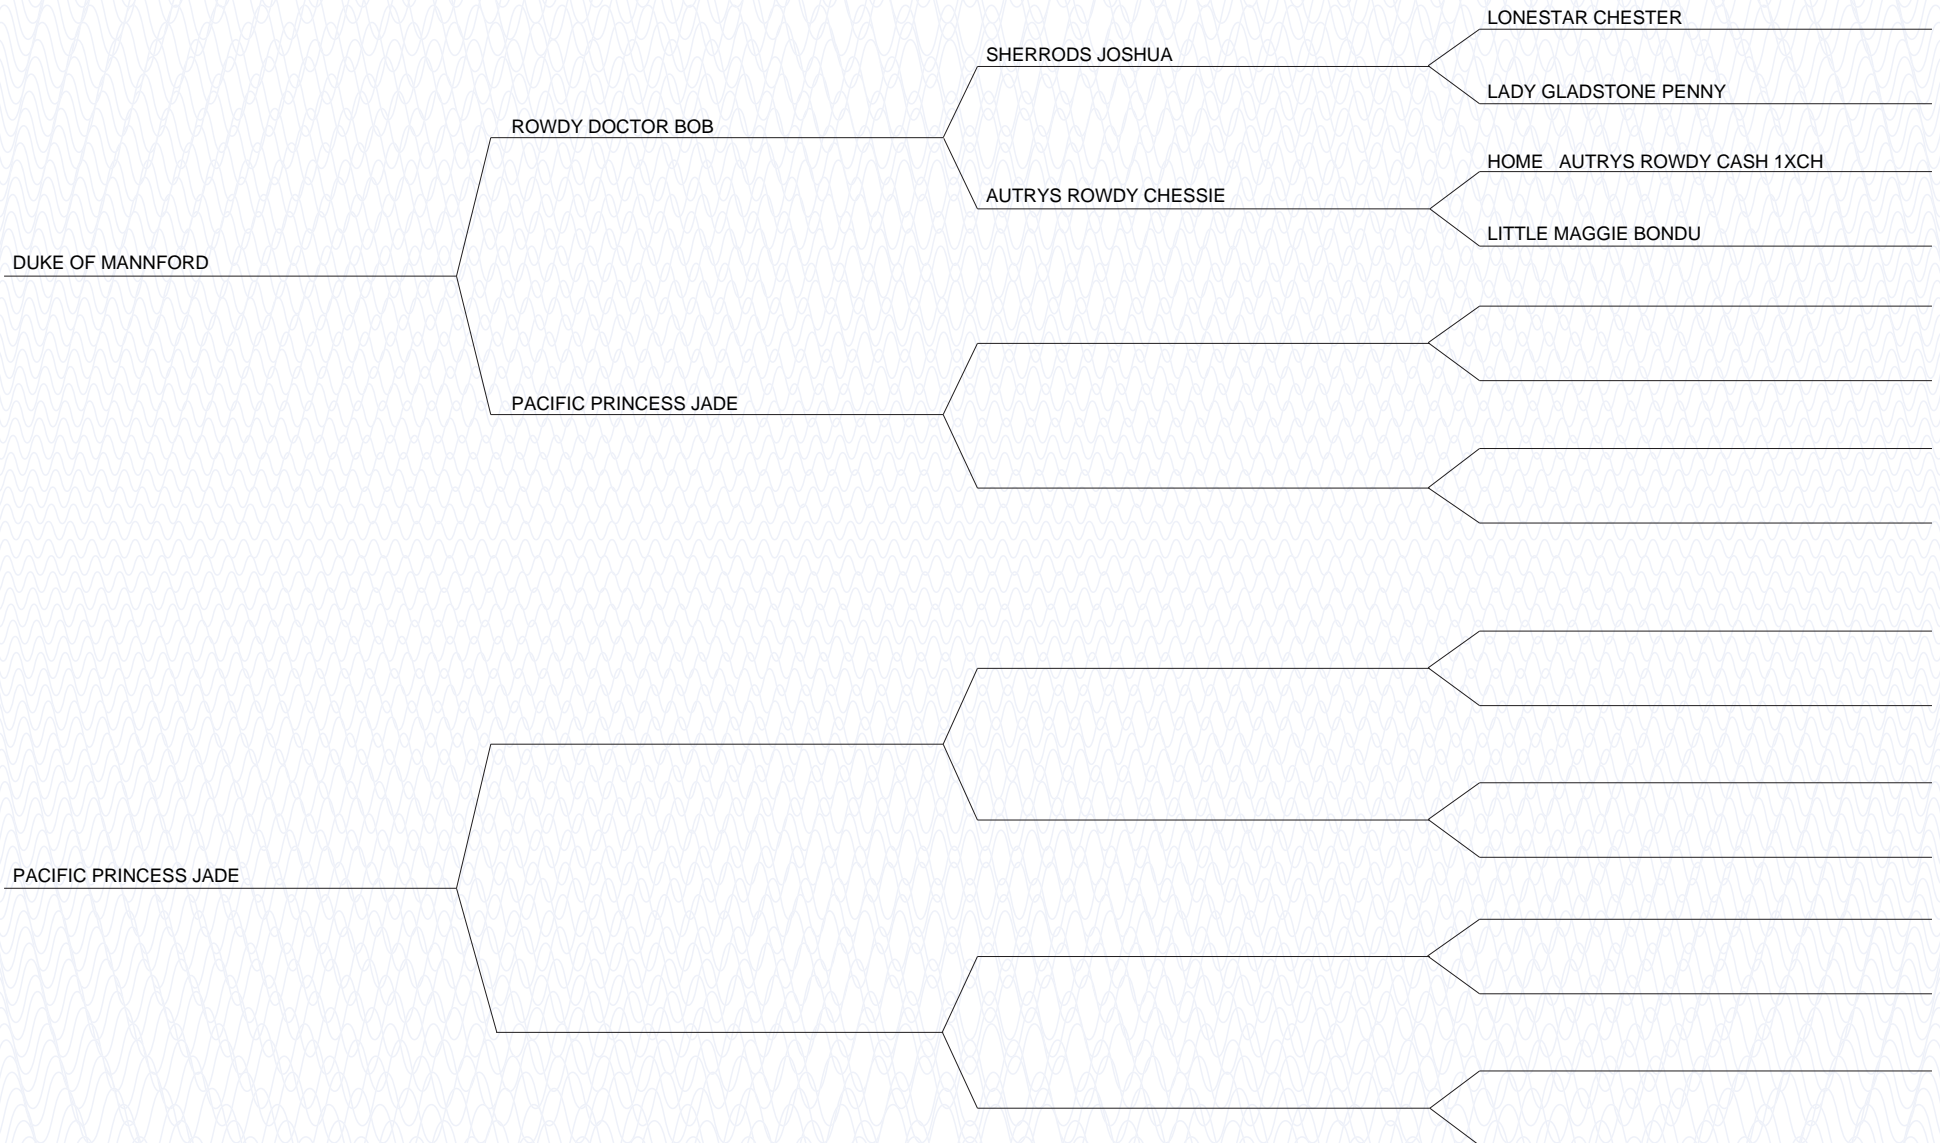 LONESTAR CHESTER
SHERRODS JOSHUA
LADY GLADSTONE PENNY
ROWDY DOCTOR BOB
HOME   AUTRYS ROWDY CASH 1XCH
AUTRYS ROWDY CHESSIE
LITTLE MAGGIE BONDU
DUKE OF MANNFORD
PACIFIC PRINCESS JADE
PACIFIC PRINCESS JADE